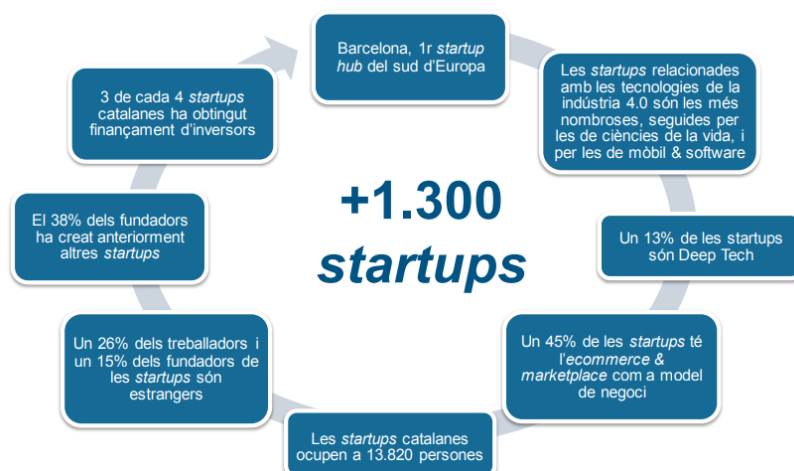 Barcelona, 1r startup
hub del sud d'Europa
Les startups relacionades
amb les tecnologies de la
indústria 4.0 són les més
nombroses, seguides per
les de ciències de la vida, i
per les de mòbil & software
Un 13% de les startups
són Deep Tech
Un 45% de les startups té
l'ecommerce &
marketplace com a model
de negoci
Les startups catalanes
ocupen a 13.820 persones
Un 26% dels treballadors i
un 15% dels fundadors de
les startups són
estrangers
El 38% dels fundadors
ha creat anteriorment
altres startups
3 de cada 4 startups
catalanes ha obtingut
finançament d'inversors
+1.300
startups